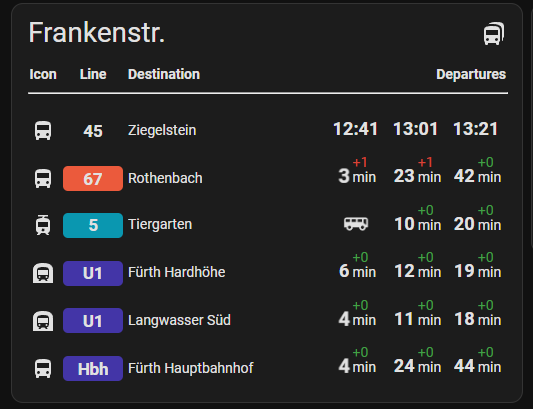 Frankenstr.
Icon Line Destination Departures
45 Ziegelstein 12:41 13:01 13:21
+1 +1 +0
67 Rothenbach 3 min 23 min 42 min
+0 +0
5 Tiergarten 10 min 20 min
+0 +0 +0
U1 Fürth Hardhöhe 6 min 12 min 19 min
+0 +0 +0
U1 Langwasser Süd 4 min 11 min 18 min
+0 +0 +0
Hbh Fürth Hauptbahnhof 4 min 24 min 44 min